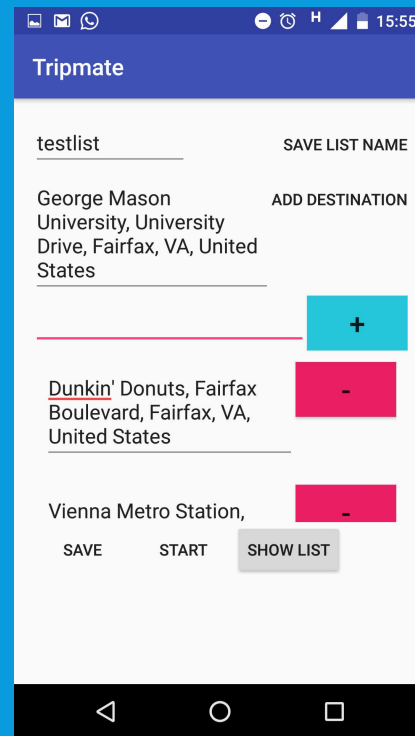 H 15:55
Tripmate
testlist SAVE LIST NAME
George Mason ADD DESTINATION
University, University
Drive, Fairfax, VA, United
States
+
Dunkin' Donuts, Fairfax -
Boulevard, Fairfax, VA,
United States
Vienna Metro Station, -
SAVE START SHOW LIST